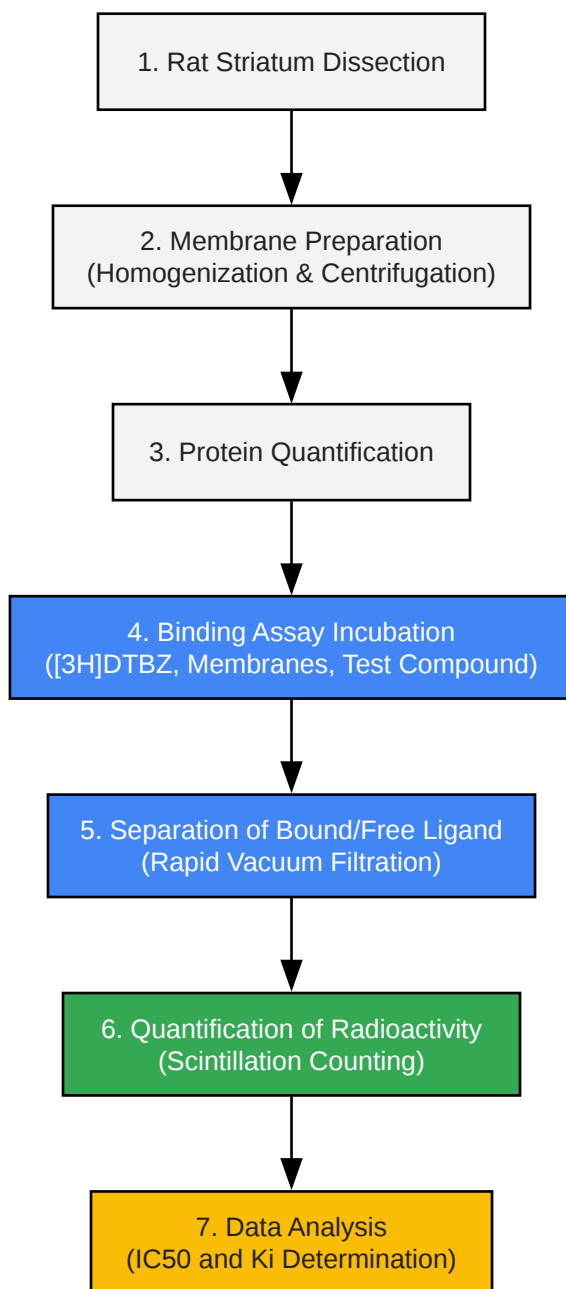 1. Rat Striatum Dissection
2. Membrane Preparation
(Homogenization & Centrifugation)
3. Protein Quantification
4. Binding Assay Incubation
([3H]DTBZ, Membranes, Test Compound)
5. Separation of Bound/Free Ligand
(Rapid Vacuum Filtration)
6. Quantification of Radioactivity
(Scintillation Counting)
7. Data Analysis
(IC50 and Ki Determination)